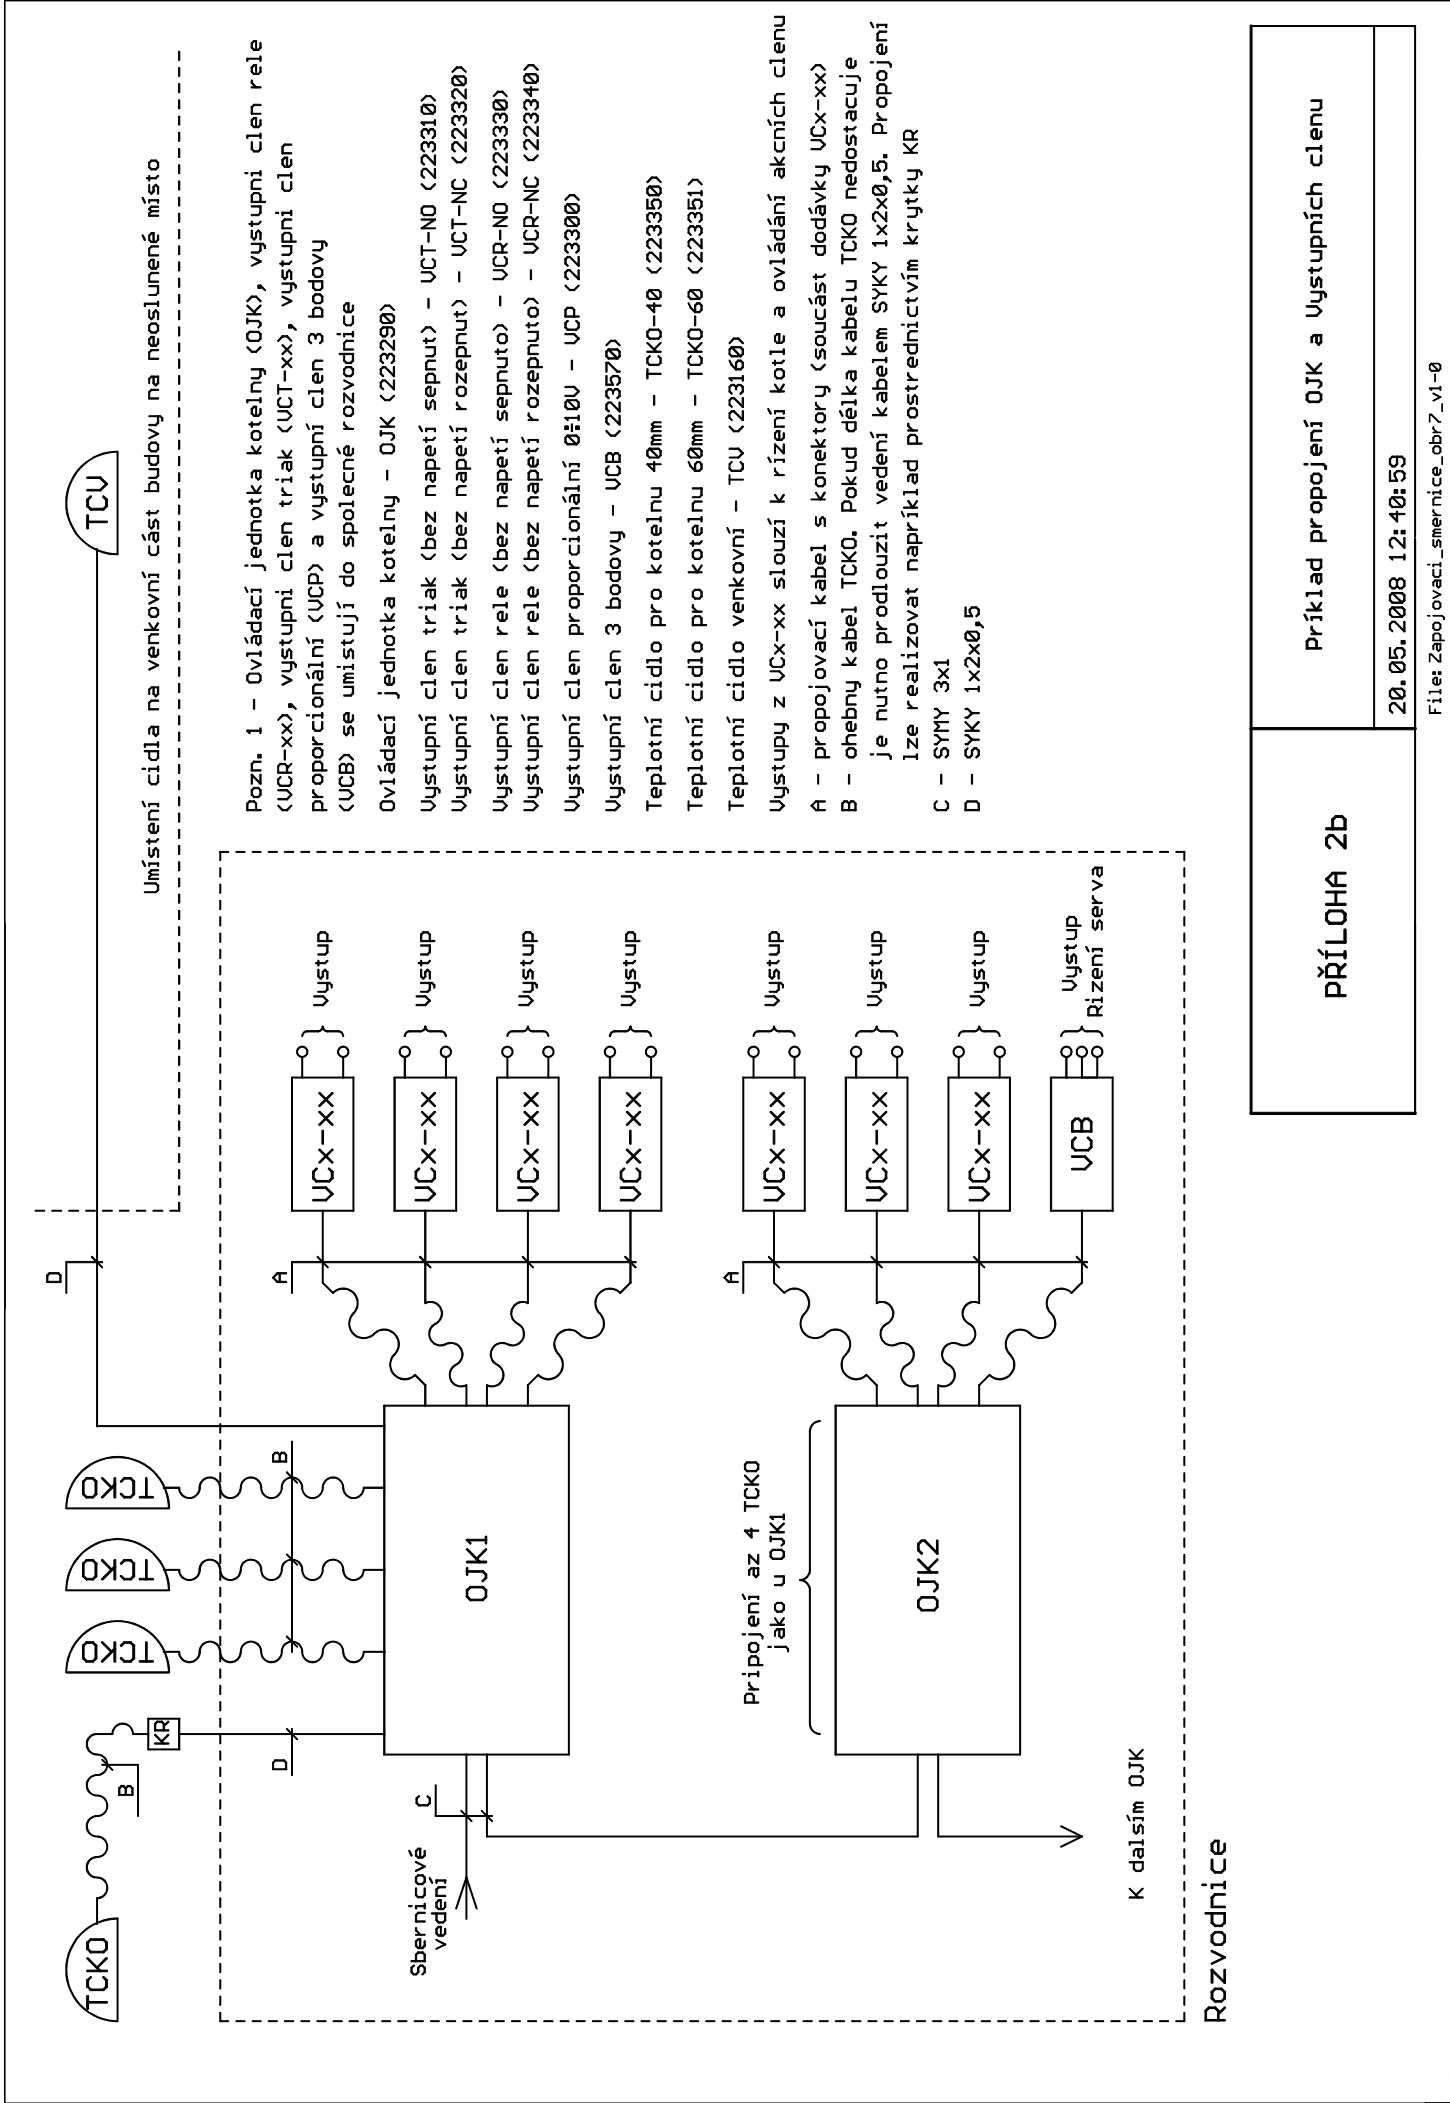 TCV
Umístení cidla na venkovní cást budovy na neoslunené místo
D
TCKO
TCKO
TCKO
TCKO
KR
B
B
D
Sbernicové
vedení
C
OJK1
A
VCx-xx
Vystup
VCx-xx
Vystup
VCx-xx
Vystup
VCx-xx
Vystup
Pripojení az 4 TCKO
jako u OJK1
OJK2
A
VCx-xx
Vystup
VCx-xx
Vystup
VCx-xx
Vystup
VCB
Vystup
Rizení serva
K dalsím OJK
Rozvodnice
Pozn. 1 - Ovládací jednotka kotelny (OJK), vystupni clen rele
(VCR-xx), vystupni clen triak (VCT-xx), vystupni clen
proporcionální (VCP) a vystupní clen 3 bodovy
(VCB) se umistují do spolecné rozvodnice
Ovládací jednotka kotelny - OJK (223290)
Vystupní clen triak (bez napetí sepnut) - VCT-NO (223310)
Vystupní clen triak (bez napetí rozepnut) - VCT-NC (223320)
Vystupní clen rele (bez napetí sepnuto) - VCR-NO (223330)
Vystupní clen rele (bez napetí rozepnuto) - VCR-NC (223340)
Vystupní clen proporcionální 0÷10V - VCP (223300)
Vystupní clen 3 bodovy - VCB (223570)
Teplotní cidlo pro kotelnu 40mm - TCKO-40 (223350)
Teplotní cidlo pro kotelnu 60mm - TCKO-60 (223351)
Teplotní cidlo venkovní - TCV (223160)
Vystupy z VCx-xx slouzí k rízení kotle a ovládání akcních clenu
A - propojovací kabel s konektory (soucást dodávky VCx-xx)
B - ohebny kabel TCKO. Pokud délka kabelu TCKO nedostacuje
je nutno prodlouzit vedení kabelem SYKY 1x2x0,5. Propojení
lze realizovat napríklad prostrednictvím krytky KR
C - SYMY 3x1
D - SYKY 1x2x0,5
PŘÍLOHA 2b
Príklad propojení OJK a Vystupních clenu
20.05.2008 12:40:59
File: Zapojovaci_smernice_obr7_v1-0